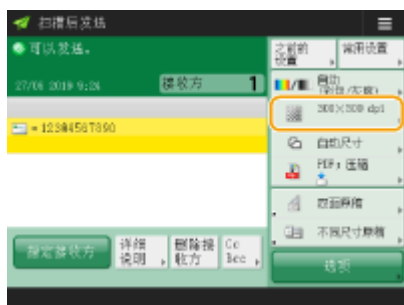 扫描后发送
可以发送。
27/06 2019 9:26
接收方 1
=1234567890
指定接收方
详细
说明
删除接
收方
Cc
Bcc
之前的
设置
常用设置
自动
(彩色/灰度)
300×300 dpi
自动尺寸
PDF; 压缩
双面原稿
不同尺寸原稿
选项